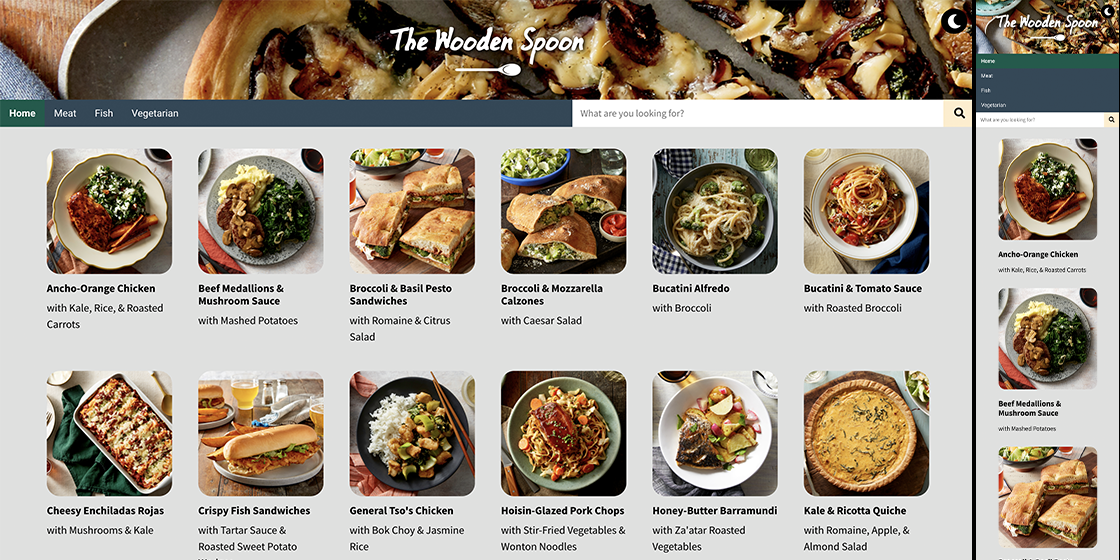 The Wooden Spoon
Home Meat Fish Vegetarian What are you looking for?
Ancho-Orange Chicken
with Kale, Rice, & Roasted
Carrots
Beef Medallions &
Mushroom Sauce
with Mashed Potatoes
Broccoli & Basil Pesto
Sandwiches
with Romaine & Citrus
Salad
Broccoli & Mozzarella
Calzones
with Caesar Salad
Bucatini Alfredo
with Broccoli
Bucatini & Tomato Sauce
with Roasted Broccoli
Cheesy Enchiladas Rojas
with Mushrooms & Kale
Crispy Fish Sandwiches
with Tartar Sauce &
Roasted Sweet Potato
General Tso's Chicken
with Bok Choy & Jasmine
Rice
Hoisin-Glazed Pork Chops
with Stir-Fried Vegetables &
Wonton Noodles
Honey-Butter Barramundi
with Za'atar Roasted
Vegetables
Kale & Ricotta Quiche
with Romaine, Apple, &
Almond Salad
The Wooden Spoon
Home
Meat
Fish
Vegetarian
What are you looking for?
Ancho-Orange Chicken
with Kale, Rice, & Roasted Carrots
Beef Medallions &
Mushroom Sauce
with Mashed Potatoes